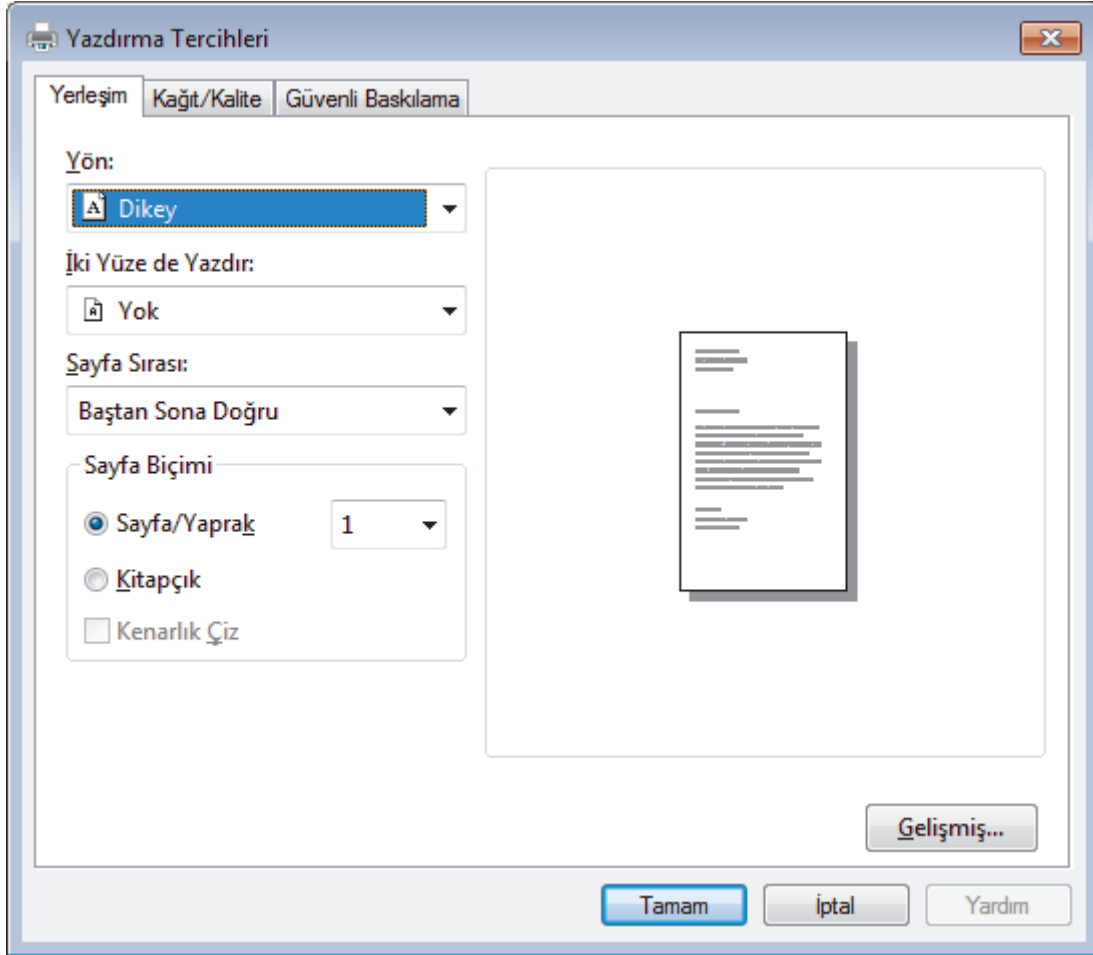 Yazdırma Tercihleri
Yerleşim Kağıt/Kalite Güvenli Baskılama
Yön:
Dikey
İki Yüze de Yazdır:
Yok
Sayfa Sırası:
Baştan Sona Doğru
Sayfa Biçimi
Sayfa/Yaprak 1
Kitapçık
Kenarlık Çiz
Gelişmiş...
Tamam İptal Yardım